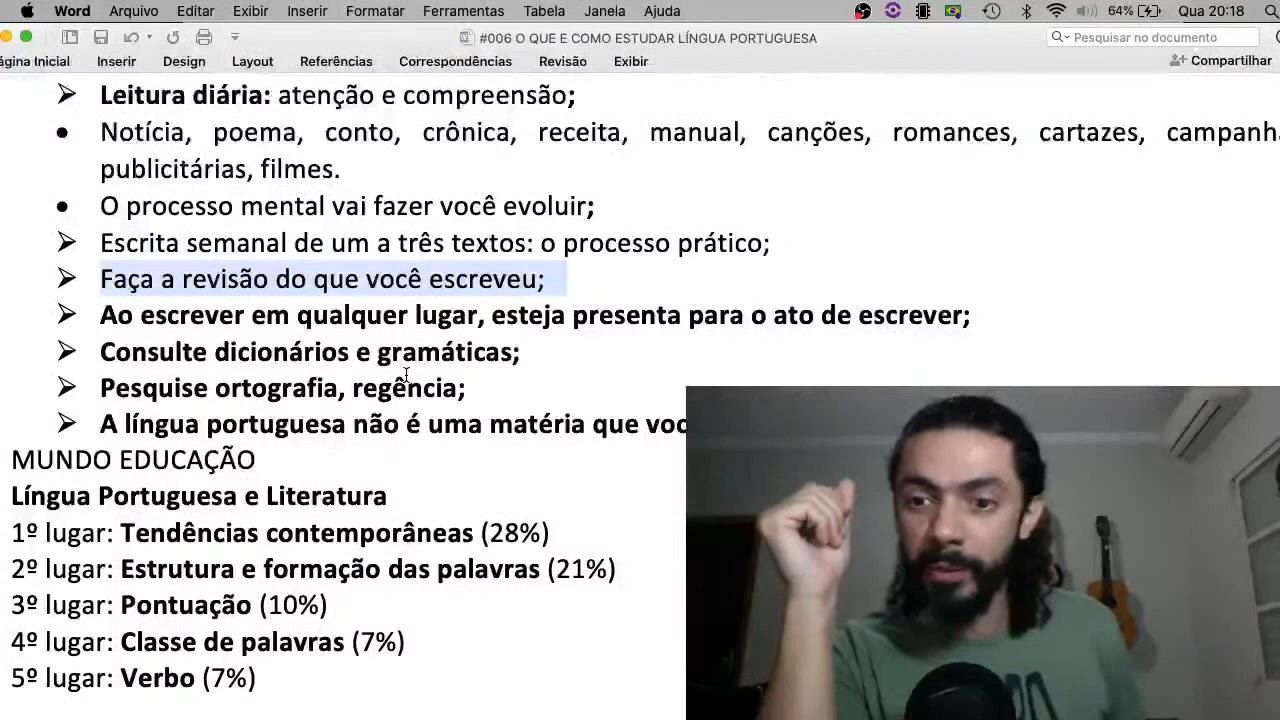 Word Arquivo Editar Exibir Inserir Formatar Ferramentas Tabela Janela Ajuda 64% Qua 20:18
#006 O QUE E COMO ESTUDAR LÍNGUA PORTUGUESA Pesquisar no documento
ágina Inicial Inserir Design Layout Referências Correspondências Revisão Exibir Compartilhar
Leitura diária: atenção e compreensão;
Notícia, poema, conto, crônica, receita, manual, canções, romances, cartazes, campanh
publicitárias, filmes.
O processo mental vai fazer você evoluir;
Escrita semanal de um a três textos: o processo prático;
Faça a revisão do que você escreveu;
Ao escrever em qualquer lugar, esteja presenta para o ato de escrever;
Consulte dicionários e gramáticas;
Pesquise ortografia, regência;
A língua portuguesa não é uma matéria que voc
MUNDO EDUCAÇÃO
Língua Portuguesa e Literatura
1º lugar: Tendências contemporâneas (28%)
2º lugar: Estrutura e formação das palavras (21%)
3º lugar: Pontuação (10%)
4º lugar: Classe de palavras (7%)
5º lugar: Verbo (7%)